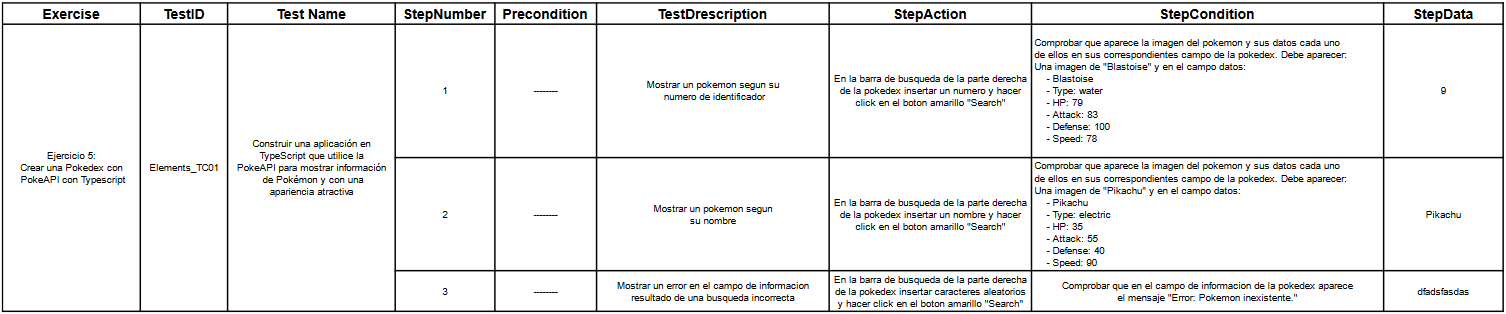 Exercise TestID Test Name StepNumber Precondition TestDrescription StepAction StepCondition StepData
Ejercicio 5:
Crear una Pokedex con
PokeAPI con Typescript
Elements_TC01
Construir una aplicación en
TypeScript que utilice la
PokeAPI para mostrar información
de Pokémon y con una
apariencia atractiva
1
--------
Mostrar un pokemon segun su
numero de identificador
En la barra de busqueda de la parte derecha
de la pokedex insertar un numero y hacer
click en el boton amarillo "Search"
Comprobar que aparece la imagen del pokemon y sus datos cada uno
de ellos en sus correspondientes campo de la pokedex. Debe aparecer:
Una imagen de "Blastoise" y en el campo datos:
- Blastoise
- Type: water
- HP: 79
- Attack: 83
- Defense: 100
- Speed: 78
9
2
--------
Mostrar un pokemon segun
su nombre
En la barra de busqueda de la parte derecha
de la pokedex insertar un nombre y hacer
click en el boton amarillo "Search"
Comprobar que aparece la imagen del pokemon y sus datos cada uno
de ellos en sus correspondientes campo de la pokedex. Debe aparecer:
Una imagen de "Pikachu" y en el campo datos:
- Pikachu
- Type: electric
- HP: 35
- Attack: 55
- Defense: 40
- Speed: 90
Pikachu
3
--------
Mostrar un error en el campo de informacion
resultado de una busqueda incorrecta
En la barra de busqueda de la parte derecha
de la pokedex insertar caracteres aleatorios
y hacer click en el boton amarillo "Search"
Comprobar que en el campo de informacion de la pokedex aparece
el mensaje "Error: Pokemon inexistente."
dfadsfasdas